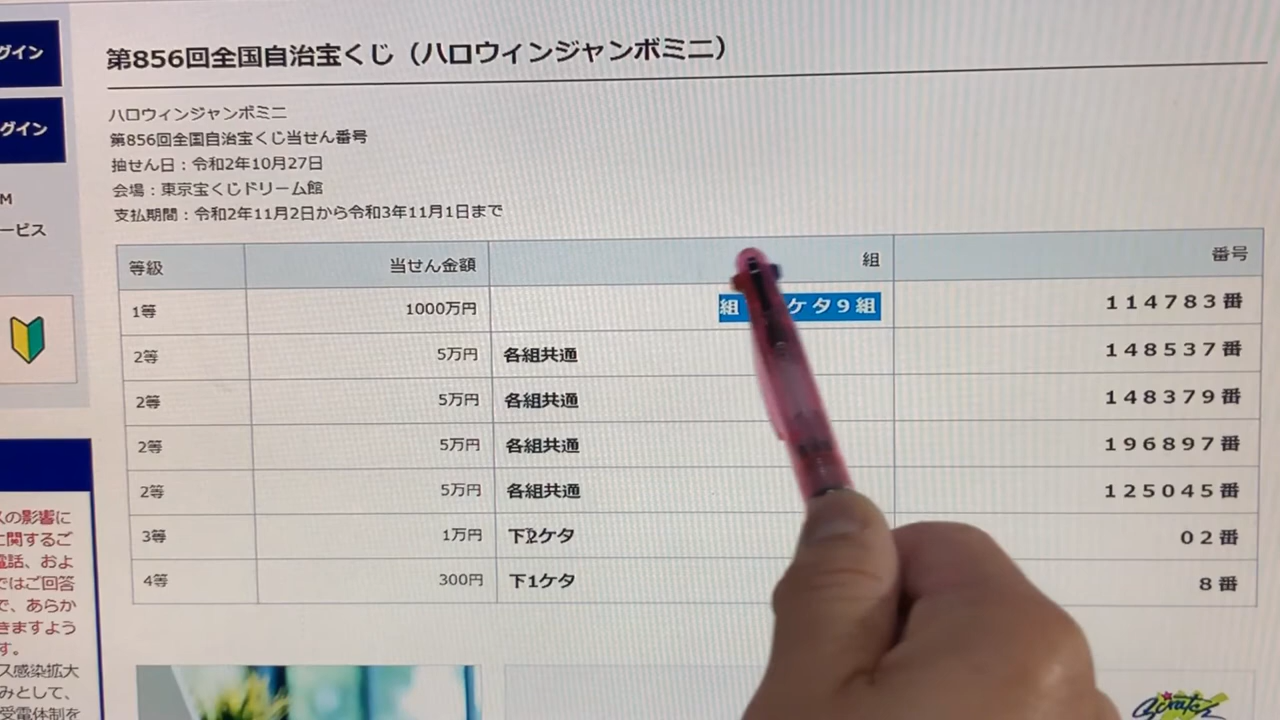 グイン
グイン
M
ービス
第856回全国自治宝くじ（ハロウィンジャンボミニ）
ハロウィンジャンボミニ
第856回全国自治宝くじ当せん番号
抽せん日：令和2年10月27日
会場：東京宝くじドリーム館
支払期間：令和2年11月2日から令和3年11月1日まで
等級 当せん金額 組 番号
1等 1000万円 組 ケタ9組 114783番
2等 5万円 各組共通 148537番
2等 5万円 各組共通 148379番
2等 5万円 各組共通 196897番
2等 5万円 各組共通 125045番
3等 1万円 下2ケタ 02番
4等 300円 下1ケタ 8番
スの影響に
に関するご
電話、およ
ではご回答
で、あらか
きますよう
す。
ス感染拡大
みとして、
受電体制を
Scratch